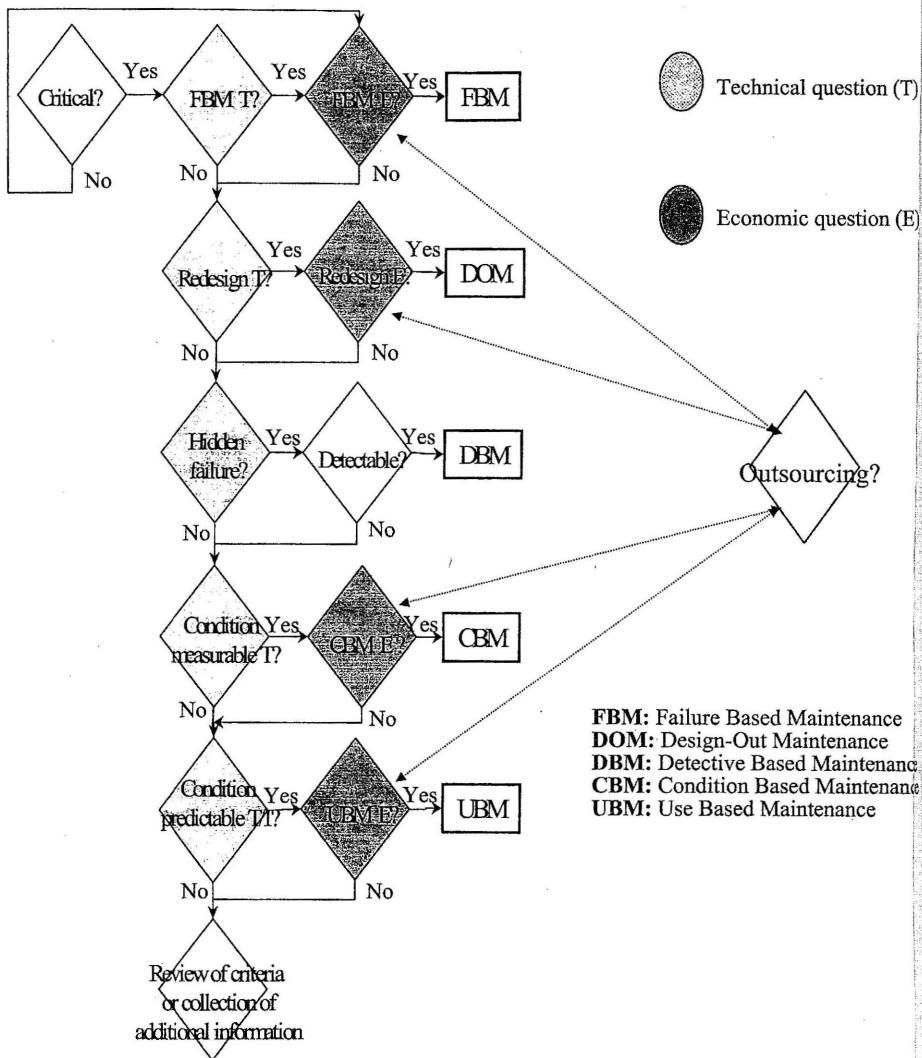 Critical?
Yes
FBM T?
Yes
FBM E?
Yes
FBM
Technical question (T)
No
No
No
Economic question (E)
Redesign T?
Yes
Redesign E?
Yes
DOM
No
No
Hidden
failure?
Yes
Detectable?
Yes
DBM
Outsourcing?
No
No
Condition
measurable T?
Yes
CBM E?
Yes
CBM
No
No
FBM: Failure Based Maintenance
DOM: Design-Out Maintenance
DBM: Detective Based Maintenance
CBM: Condition Based Maintenance
UBM: Use Based Maintenance
Condition
predictable
Yes
UBM E?
Yes
UBM
No
No
Review of criteria
or collection of
additional information